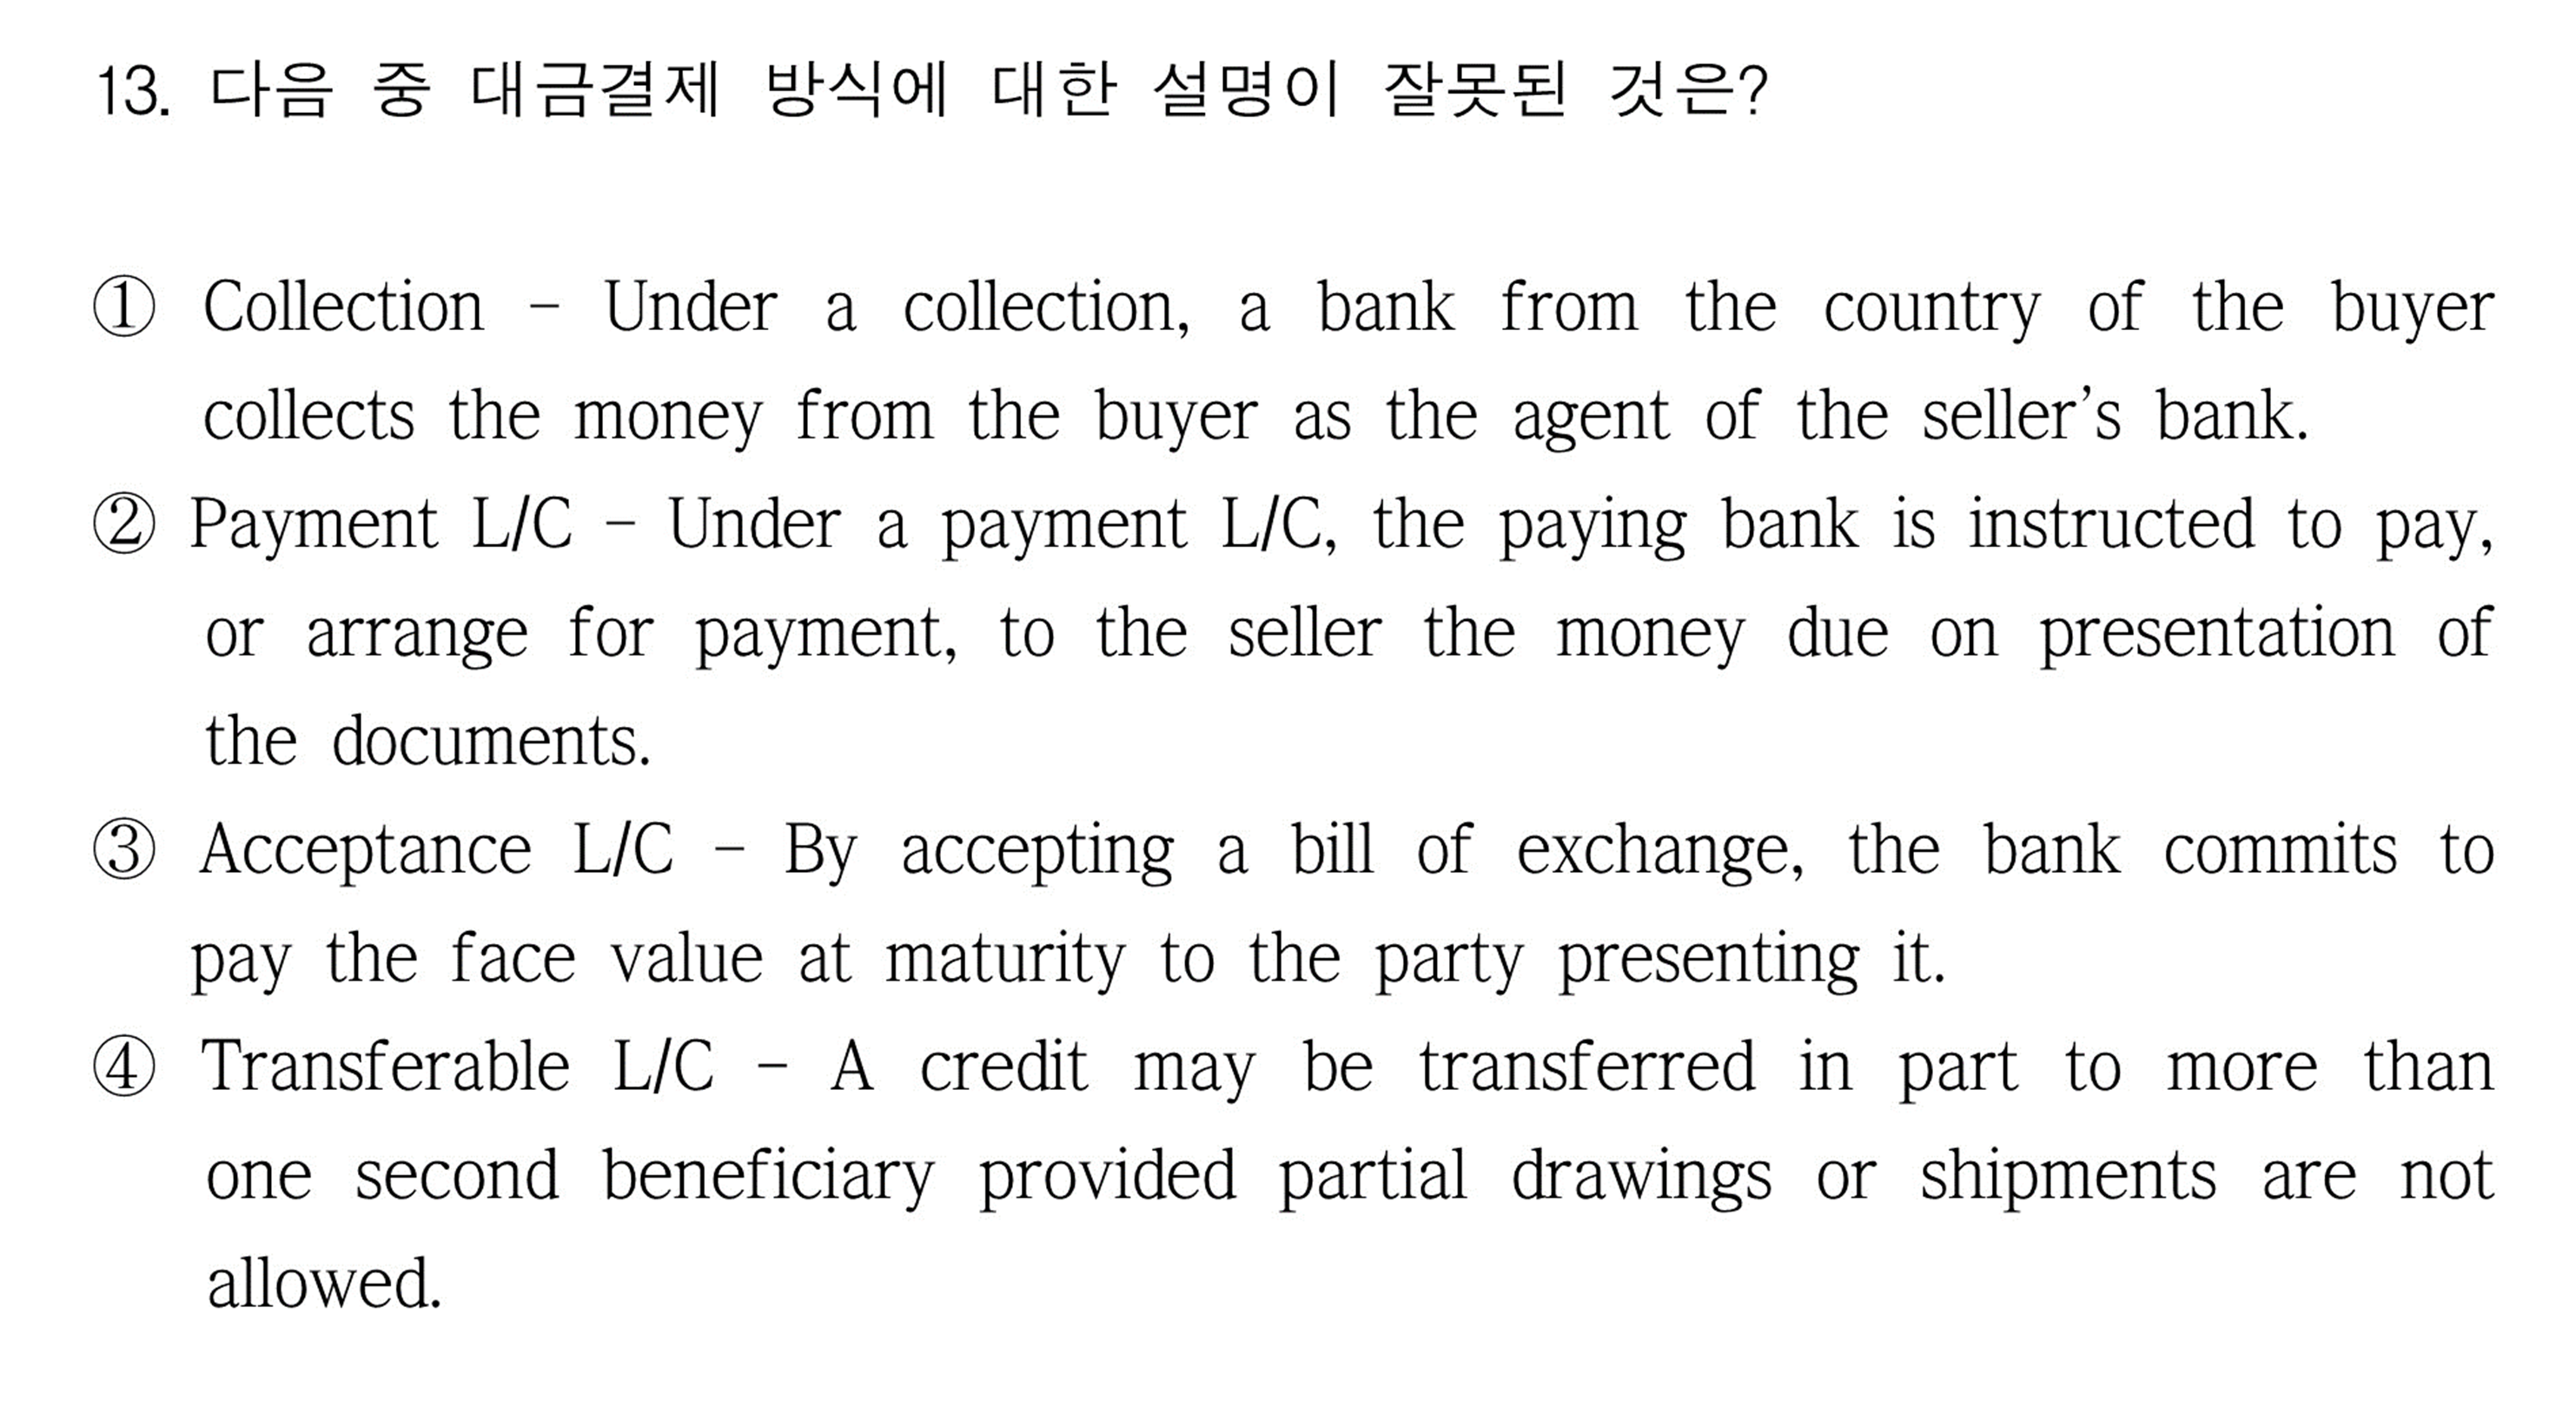 13. 다음 중 대금결제 방식에 대한 설명이 잘못된 것은?
① Collection - Under a collection, a bank from the country of the buyer
collects the money from the buyer as the agent of the seller’s bank.
② Payment L/C - Under a payment L/C, the paying bank is instructed to pay,
or arrange for payment, to the seller the money due on presentation of
the documents.
③ Acceptance L/C - By accepting a bill of exchange, the bank commits to
pay the face value at maturity to the party presenting it.
④ Transferable L/C - A credit may be transferred in part to more than
one second beneficiary provided partial drawings or shipments are not
allowed.